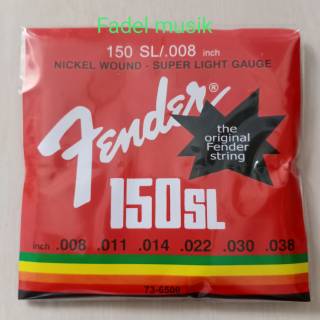 Fadel musik
150 SL/.008 inch
NICKEL WOUND - SUPER LIGHT GAUGE
Fender®
the
original
Fender
string
150SL
inch .008 .011 .014 .022 .030 .038
73-6500